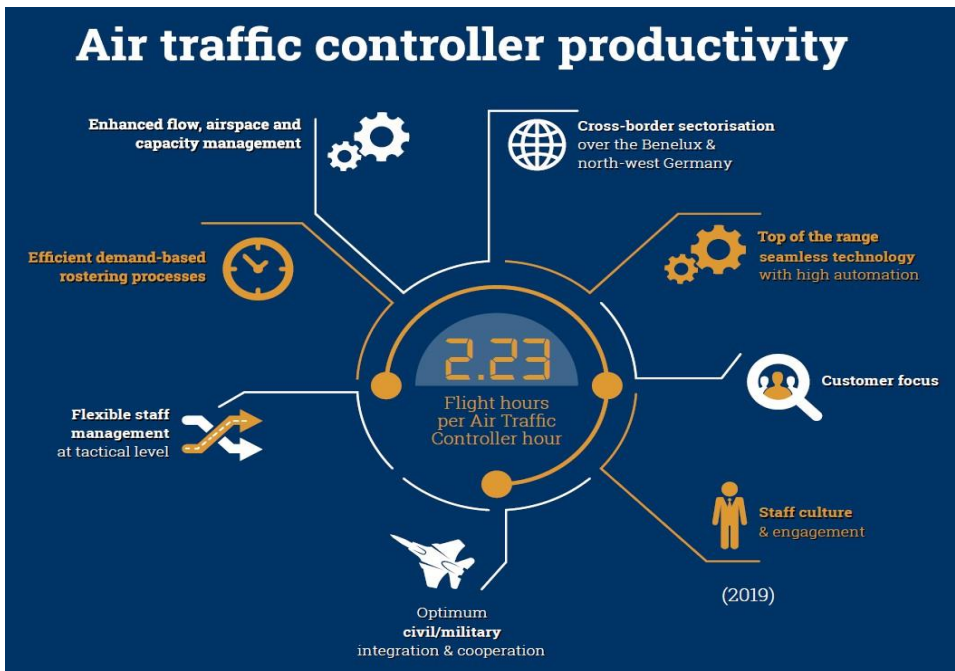 Air traffic controller productivity
Enhanced flow, airspace and
capacity management
Cross-border sectorisation
over the Benelux &
north-west Germany
Efficient demand-based
rostering processes
Top of the range
seamless technology
with high automation
2.23
Flight hours
per Air Traffic
Controller hour
Customer focus
Flexible staff
management
at tactical level
Staff culture
& engagement
Optimum
civil/military
integration & cooperation
(2019)